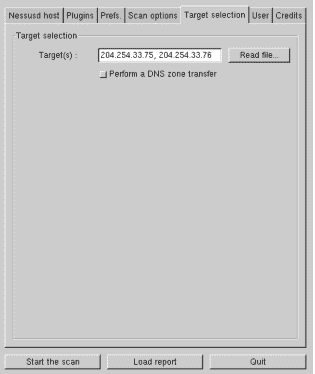 Nessusd host Plugins Prefs. Scan options Target selection User Credits
Target selection
Target(s) : 204.254.33.75, 204.254.33.76 Read file...
Perform a DNS zone transfer
Start the scan Load report Quit